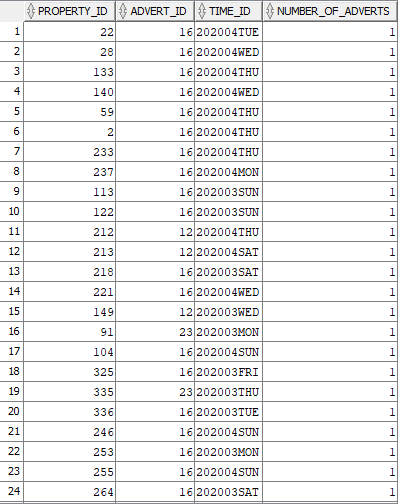 PROPERTY_ID ADVERT_ID TIME_ID NUMBER_OF_ADVERTS
1 22 16 202004TUE 1
2 28 16 202004WED 1
3 133 16 202004THU 1
4 140 16 202004WED 1
5 59 16 202004THU 1
6 2 16 202004THU 1
7 233 16 202004THU 1
8 237 16 202004MON 1
9 113 16 202003SUN 1
10 122 16 202003SUN 1
11 212 12 202004THU 1
12 213 12 202004SAT 1
13 218 16 202003SAT 1
14 221 16 202004WED 1
15 149 12 202003WED 1
16 91 23 202003MON 1
17 104 16 202004SUN 1
18 325 16 202003FRI 1
19 335 23 202003THU 1
20 336 16 202003TUE 1
21 246 16 202004SUN 1
22 253 16 202003MON 1
23 255 16 202004SUN 1
24 264 16 202003SAT 1